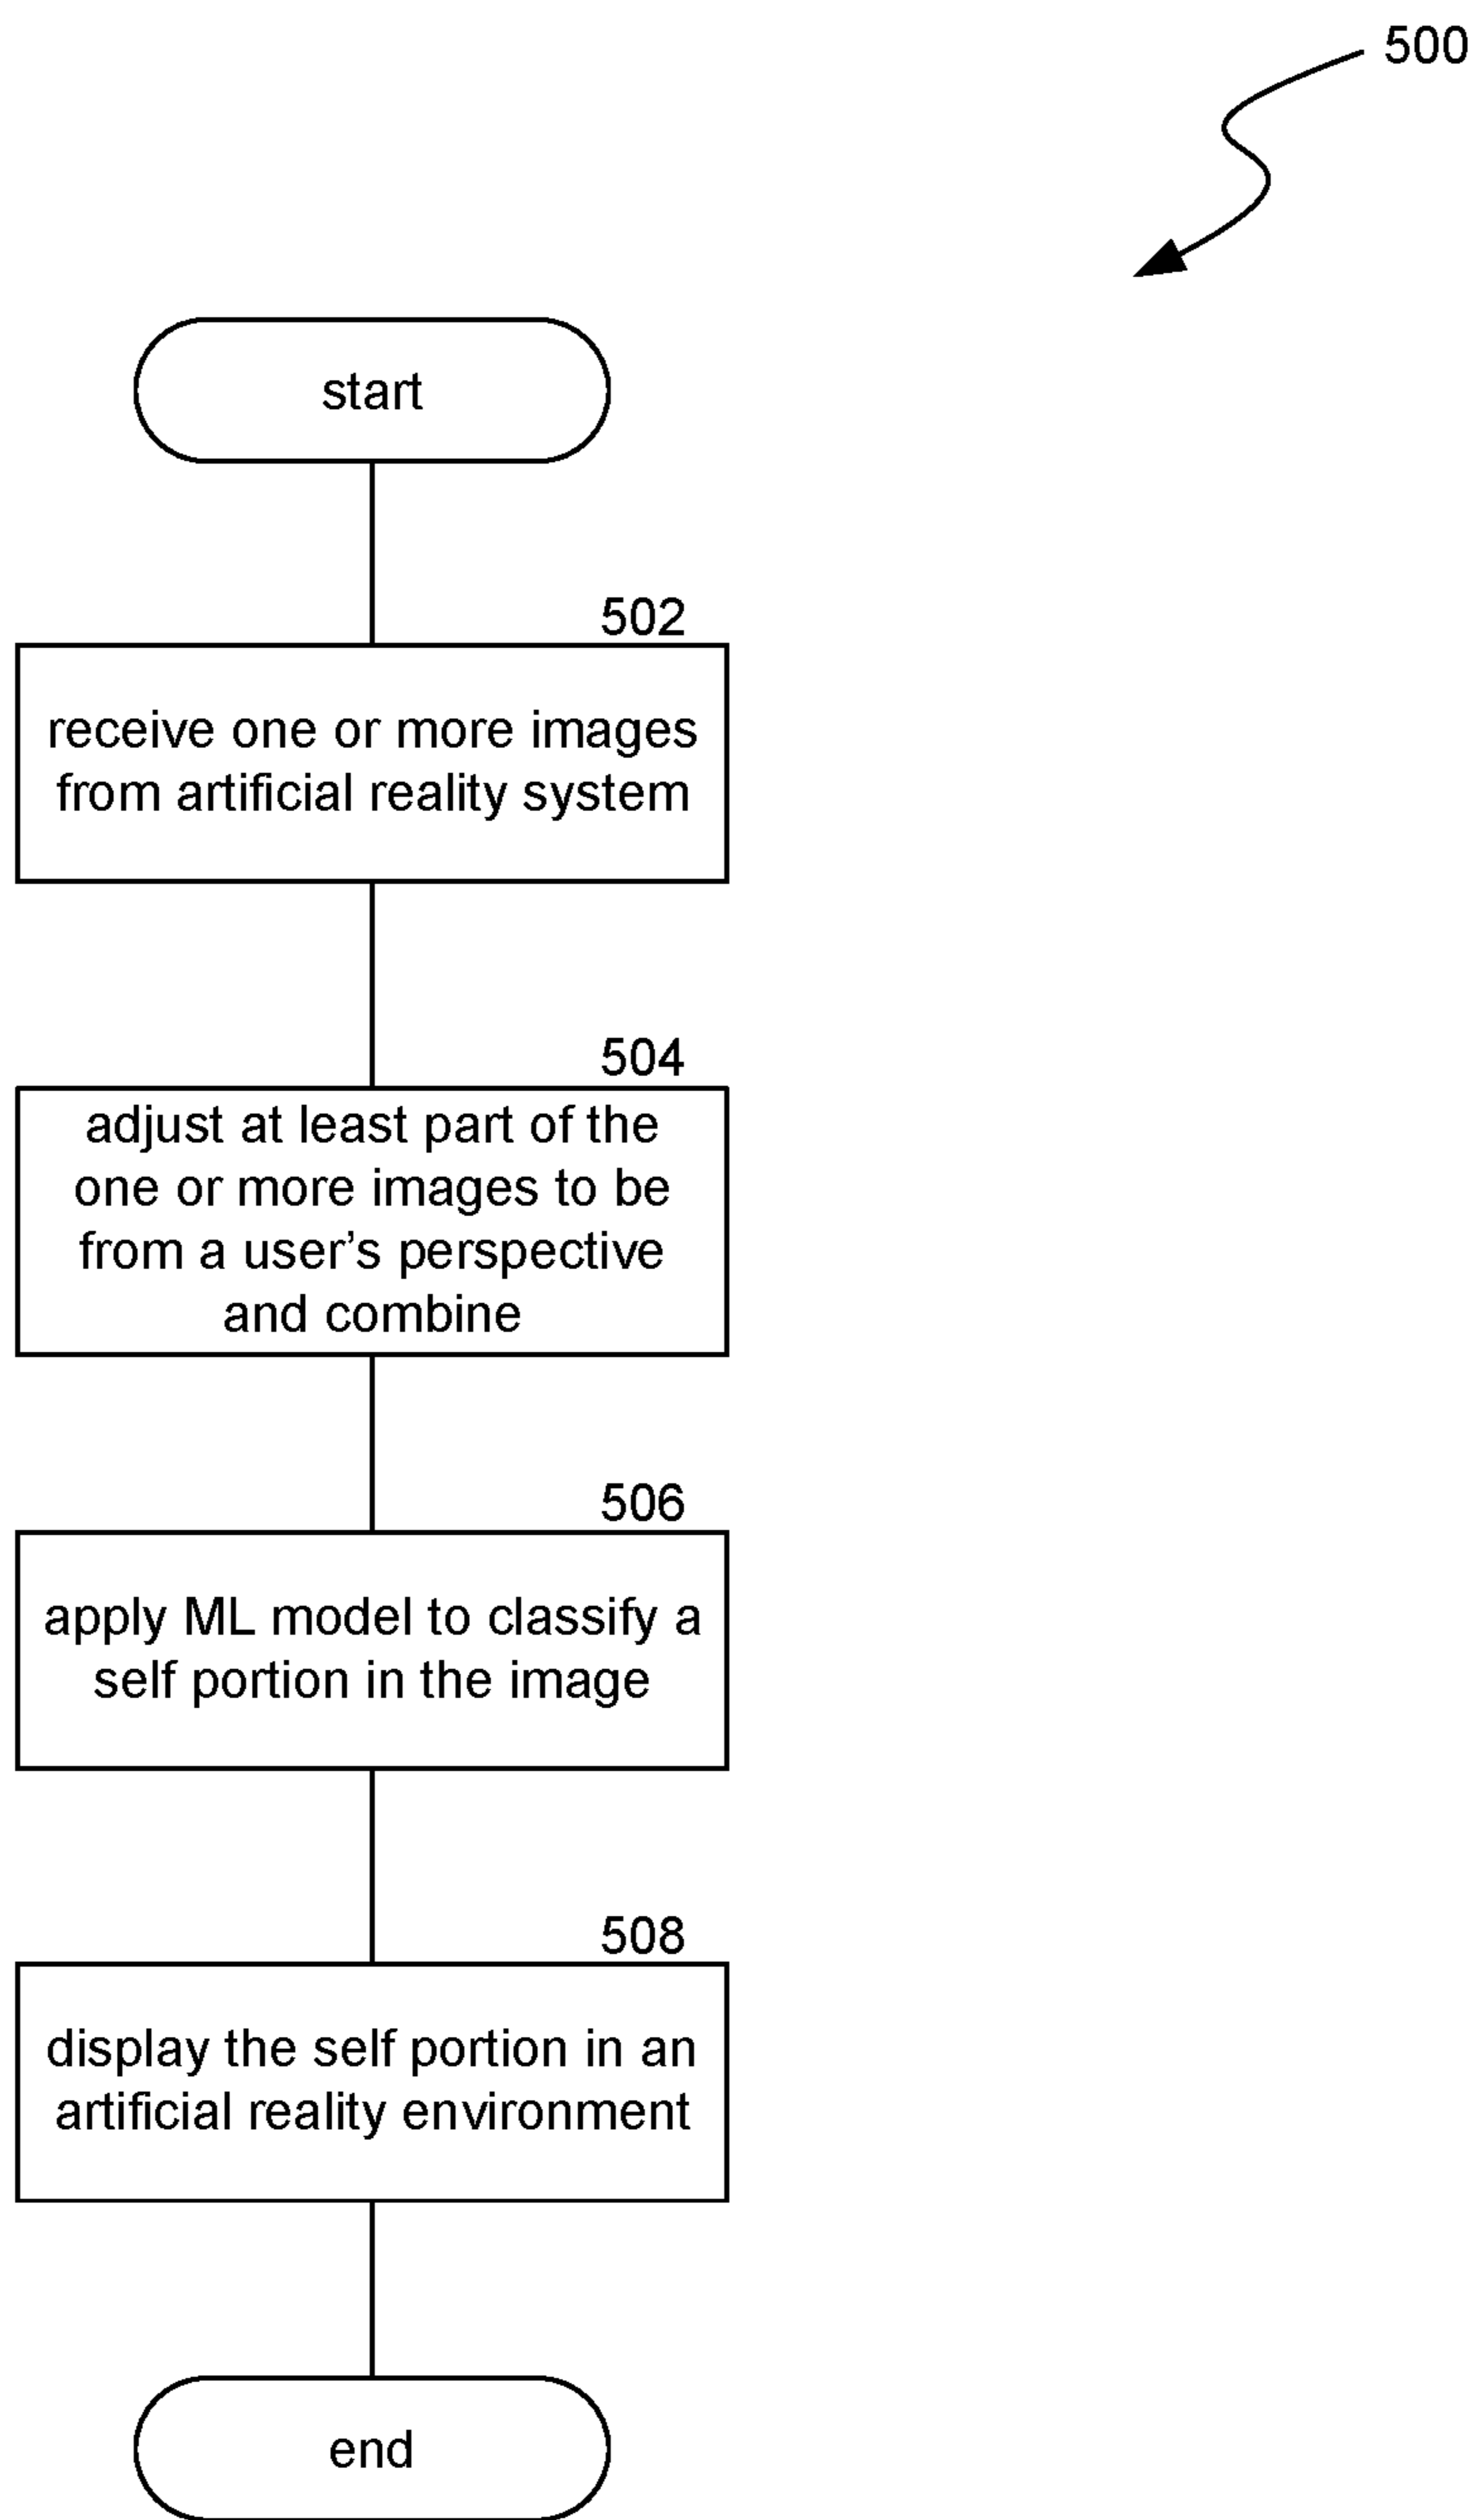 500
start
502
receive one or more images
from artificial reality system
504
adjust at least part of the
one or more images to be
from a user's perspective
and combine
506
apply ML model to classify a
self portion in the image
508
display the self portion in an
artificial reality environment
end